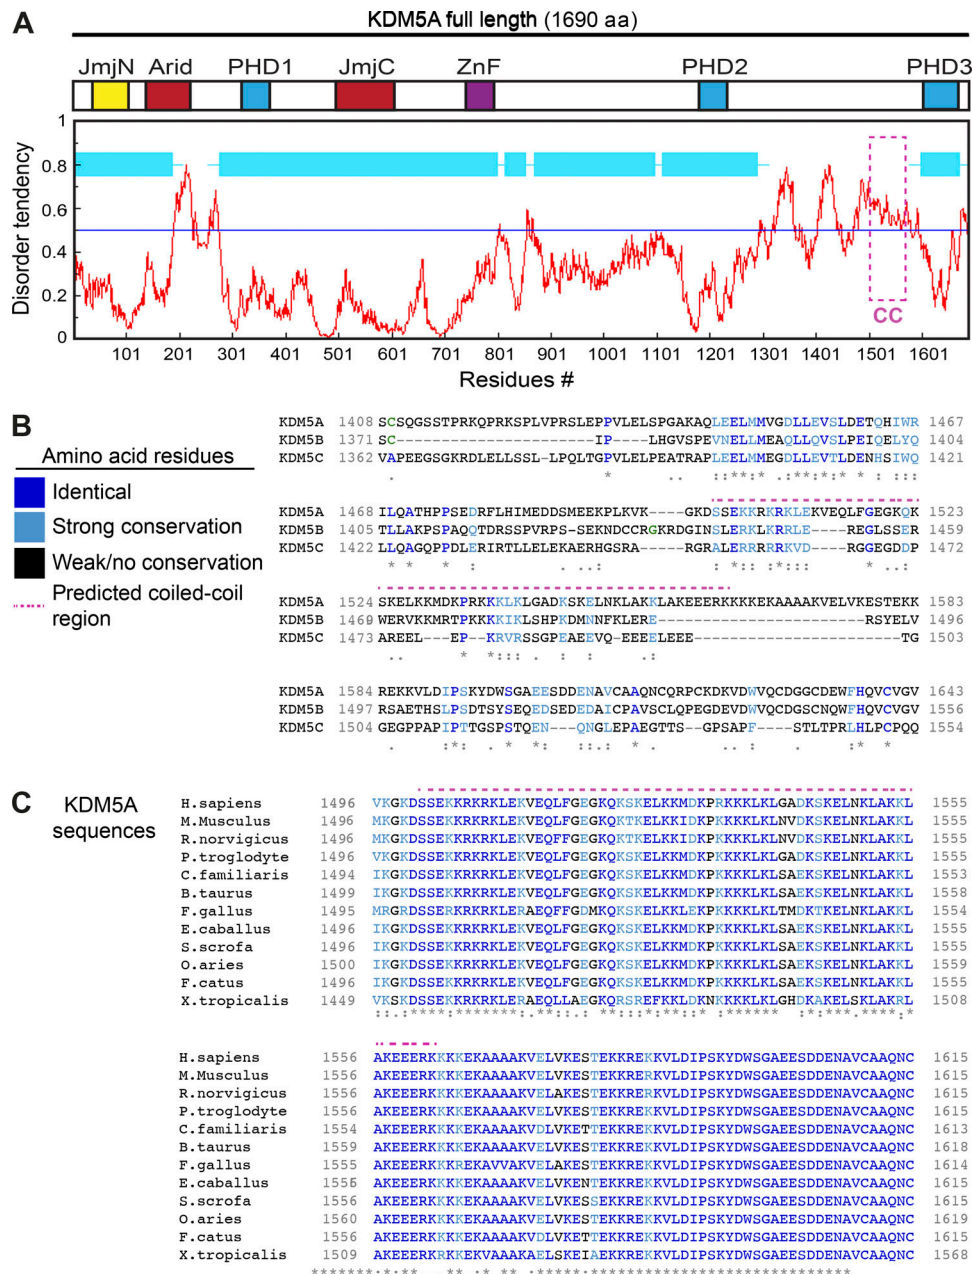 A
KDM5A full length (1690 aa)
JmjN Arid PHD1 JmjC ZnF PHD2 PHD3
1
0.8
0.6
0.4
0.2
0
Disorder tendency
CC
101 201 301 401 501 601 701 801 901 1001 1101 1201 1301 1401 1501 1601
Residues #
B
Amino acid residues
Identical
Strong conservation
Weak/no conservation
Predicted coiled-coil region
KDM5A 1408 SCSQGSSTPRKQPRKSPLVPRSLEPPVLELSPGAKAQLEELMMVGDLLEVSLDETQHIWR 1467
KDM5B 1371 C---------------------------IP---LHGVSPEVNELLMEAQLLQVSLPEIQELYQ 1404
KDM5C 1362 VAPEEGSGKRDLELLSSL-LPQLTGPVLELPEATRAPLEELMMEGDLLEVTLDENHSIWQ 1421
KDM5A 1468 ILQATHPPSEDRFLHIMEDDSMEEKPLKVK----GKDSSEKKRKRKLEKVEQLFGEGKQK 1523
KDM5B 1405 TLLAKPSPAQQTDRSSPVRPS-SEKNDCCRGKRDGINSLERKLKRRLE----REGLSSER 1459
KDM5C 1422 LLQAGQPPDLERIRTLLELEKAERHGSRA----GRALERRRRRKVD----RGGEGDDP 1472
KDM5A 1524 SKELKKMDKPRKKKLKLGADKSKELNKLAKKLAKEEERKKKKEKAAAAKVELVKESTEKK 1583
KDM5B 1460 WERVKKMRTPKKKKIKLSHPKDMNNFKLERE---------------------RSYELV 1496
KDM5C 1473 AREEL---EP--KRVRSSGPEAEEVQ-EEEELEEE---------------------TG 1503
KDM5A 1584 REKKVLDIPSKYDWSGAEESDDENAVCAAQNCQRPCKDKVDWVQCDGGCDEWFHQVCVGV 1643
KDM5B 1497 RSAETHSLPSDTSYSEQEDSEDEDAICPAVSCLQPEGDEVDWVQCDGSCNQWFHQVCVGV 1556
KDM5C 1504 GEGPPAPIPTTGSPSTQEN---QNGLEPAEGTTS---GPSAPF----STLTPRLHLPCPQQ 1554
C
KDM5A sequences
H.sapiens 1496 VKGKDSSEKKRKRKLEKVEQLFGEGKQKSKELKKMDKPRKKKLKLGADKSKELNKLAKKL 1555
M.Musculus 1496 MKGKDSSEKKRKRKLEKVEQLFGEGKQKTKELKKIDKPKKKKLKLNVDKSKELNKLAKKL 1555
R.norvigicus 1496 MKGKDSSEKKRKRKLEKVEQFFGEGKQKTKELKKIDKPKKKKLKLNADKSKELNKLAKKL 1555
P.troglodyte 1496 VKGKDSSEKKRKRKLEKVEQLFGEGKQKSKELKKMDKPRKKKLKLGADKSKELNKLAKKL 1555
C.familiaris 1494 IKGKDSSEKKRKRKLEKVEQLFGEGKQKSKELKKMDKPKKKKLKLSAEKSKELNKLAKKL 1553
B.taurus 1499 IKGKDSSEKKRKRKLEKVEQLFGEGKQKSKELKKMDKPKKKKLKLSAEKSKELNKLAKKL 1558
F.gallus 1495 MRGRDSSERKRKRKLERAEQFFGDMKQKSKELKKLEKPKKKKLKLTMDKTKELNKLAKKL 1554
E.caballus 1496 IKGKDSSEKKRKRKLEKVEQLFGEGKQKSKELKKMDKPKKKKLKLSAEKSKELNKLAKKL 1555
S.scrofa 1496 IKGKDSSEKKRKRKLEKVEQLFGEGKQKSKELKKMDKPKKKKLKLSAEKSKELNKLAKKL 1555
O.aries 1500 IKGKDSSEKKRKRKLEKVEQLFGEGKQKSKELKKMDKPKKKKLKLSAEKSKELNKLAKKL 1559
F.catus 1496 IKGKDSSEKKRKRKLEKVEQLFGEGKQKSKELKKMDKPKKKKLKLSAEKSKELNKLAKKL 1555
X.tropicalis 1449 VKSKDSSEKKRKRKLERAEQLLAEGKQRSREFKKLDKNKKKKLKLGHDKAKELSKLAKRL 1508
H.sapiens 1556 AKEEERKKKKEKAAAAKVELVKESTEKKREKKVLDIPSKYDWSGAEESDDENAVCAAQNC 1615
M.Musculus 1556 AKEEERKKKKEKAAAAKVELVKESTEKKRERKVLDIPSKYDWSGAEESDDENAVCAAQNC 1615
R.norvigicus 1556 AKEEERKKKKEKAAAAKVELAKESTEKKREKKVLDIPSKYDWSGAEESDDENAVCAAQNC 1615
P.troglodyte 1556 AKEEERKKKKEKAAAAKVELVKESTEKKREKKVLDIPSKYDWSGAEESDDENAVCAAQNC 1615
C.familiaris 1554 AKEEERKKKKEKAAAAKVDLVKETTEKKREKKVLDIPSKYDWSGAEESDDENAVCAAQNC 1613
B.taurus 1559 AKEEERKKKKEKAAAAKVELVKESTEKKREKKVLDIPSKYDWSGAEESDDENAVCAAQNC 1618
F.gallus 1555 AKEEERKKKREKAVVAKVELAKESTEKKREKKVLDIPSKYDWSGAEESDDENAVCAAQNC 1614
E.caballus 1556 AKEEERKKKKEKAAAAKVELVKENTEKKREKKVLDIPSKYDWSGAEESDDENAVCAAQNC 1615
S.scrofa 1556 AKEEERKKKKEKAAAAKVELVKESSEKKREKKVLDIPSKYDWSGAEESDDENAVCAAQNC 1615
O.aries 1560 AKEEERKKKKEKAAAAKVDLVKESTEKKREKKVLDIPSKYDWSGAEESDDENAVCAAQNC 1619
F.catus 1556 AKEEERKKKKEKAAAAKVDLVKETTEKKREKKVLDIPSKYDWSGAEESDDENAVCAAQNC 1615
X.tropicalis 1509 AKEEERKRKKEKVAAAKAELSKEIAEKKREKKVLDIPSKYDWSGAEESDDENAVCAAQNC 1568